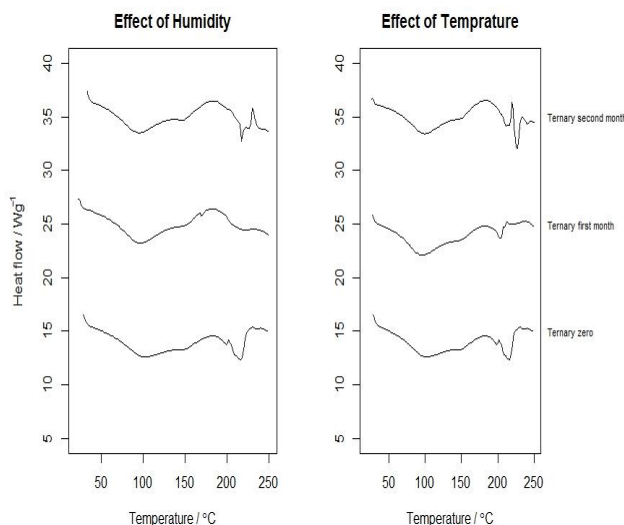 Effect of Humidity
Effect of Temprature
40
35
30
25
20
15
10
5
Heat flow / Wg⁻¹
50 100 150 200 250
Temperature / °C
40
35
30
25
20
15
10
5
50 100 150 200 250
Temperature / °C
Ternary second month
Ternary first month
Ternary zero